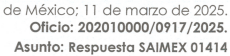 de México; 11 de marzo de 2025.
Oficio: 202010000/0917/2025.
Asunto: Respuesta SAIMEX 01414